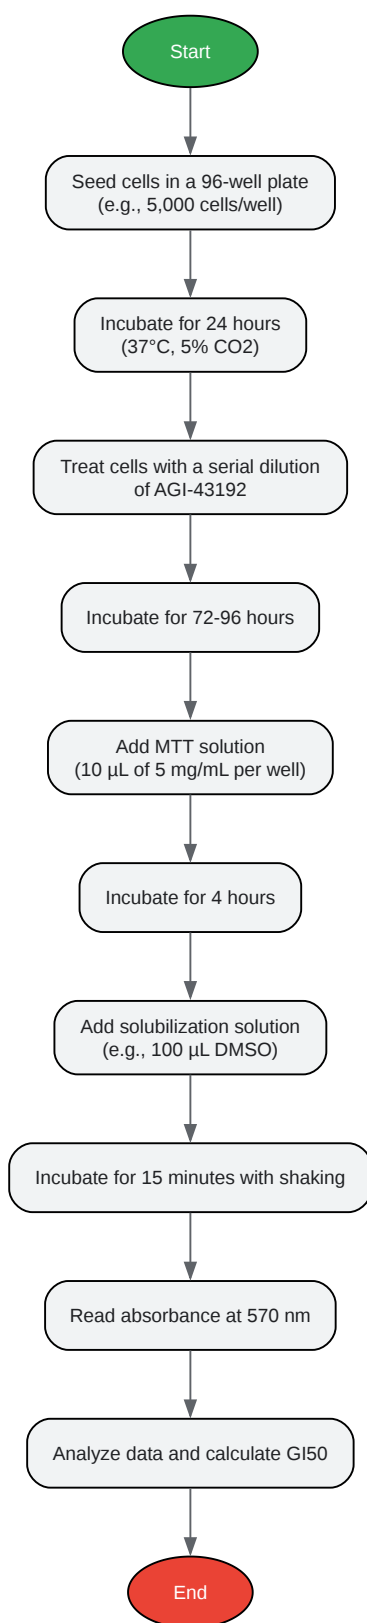 Start
Seed cells in a 96-well plate
(e.g., 5,000 cells/well)
Incubate for 24 hours
(37°C, 5% CO2)
Treat cells with a serial dilution
of AGI-43192
Incubate for 72-96 hours
Add MTT solution
(10 µL of 5 mg/mL per well)
Incubate for 4 hours
Add solubilization solution
(e.g., 100 µL DMSO)
Incubate for 15 minutes with shaking
Read absorbance at 570 nm
Analyze data and calculate GI50
End